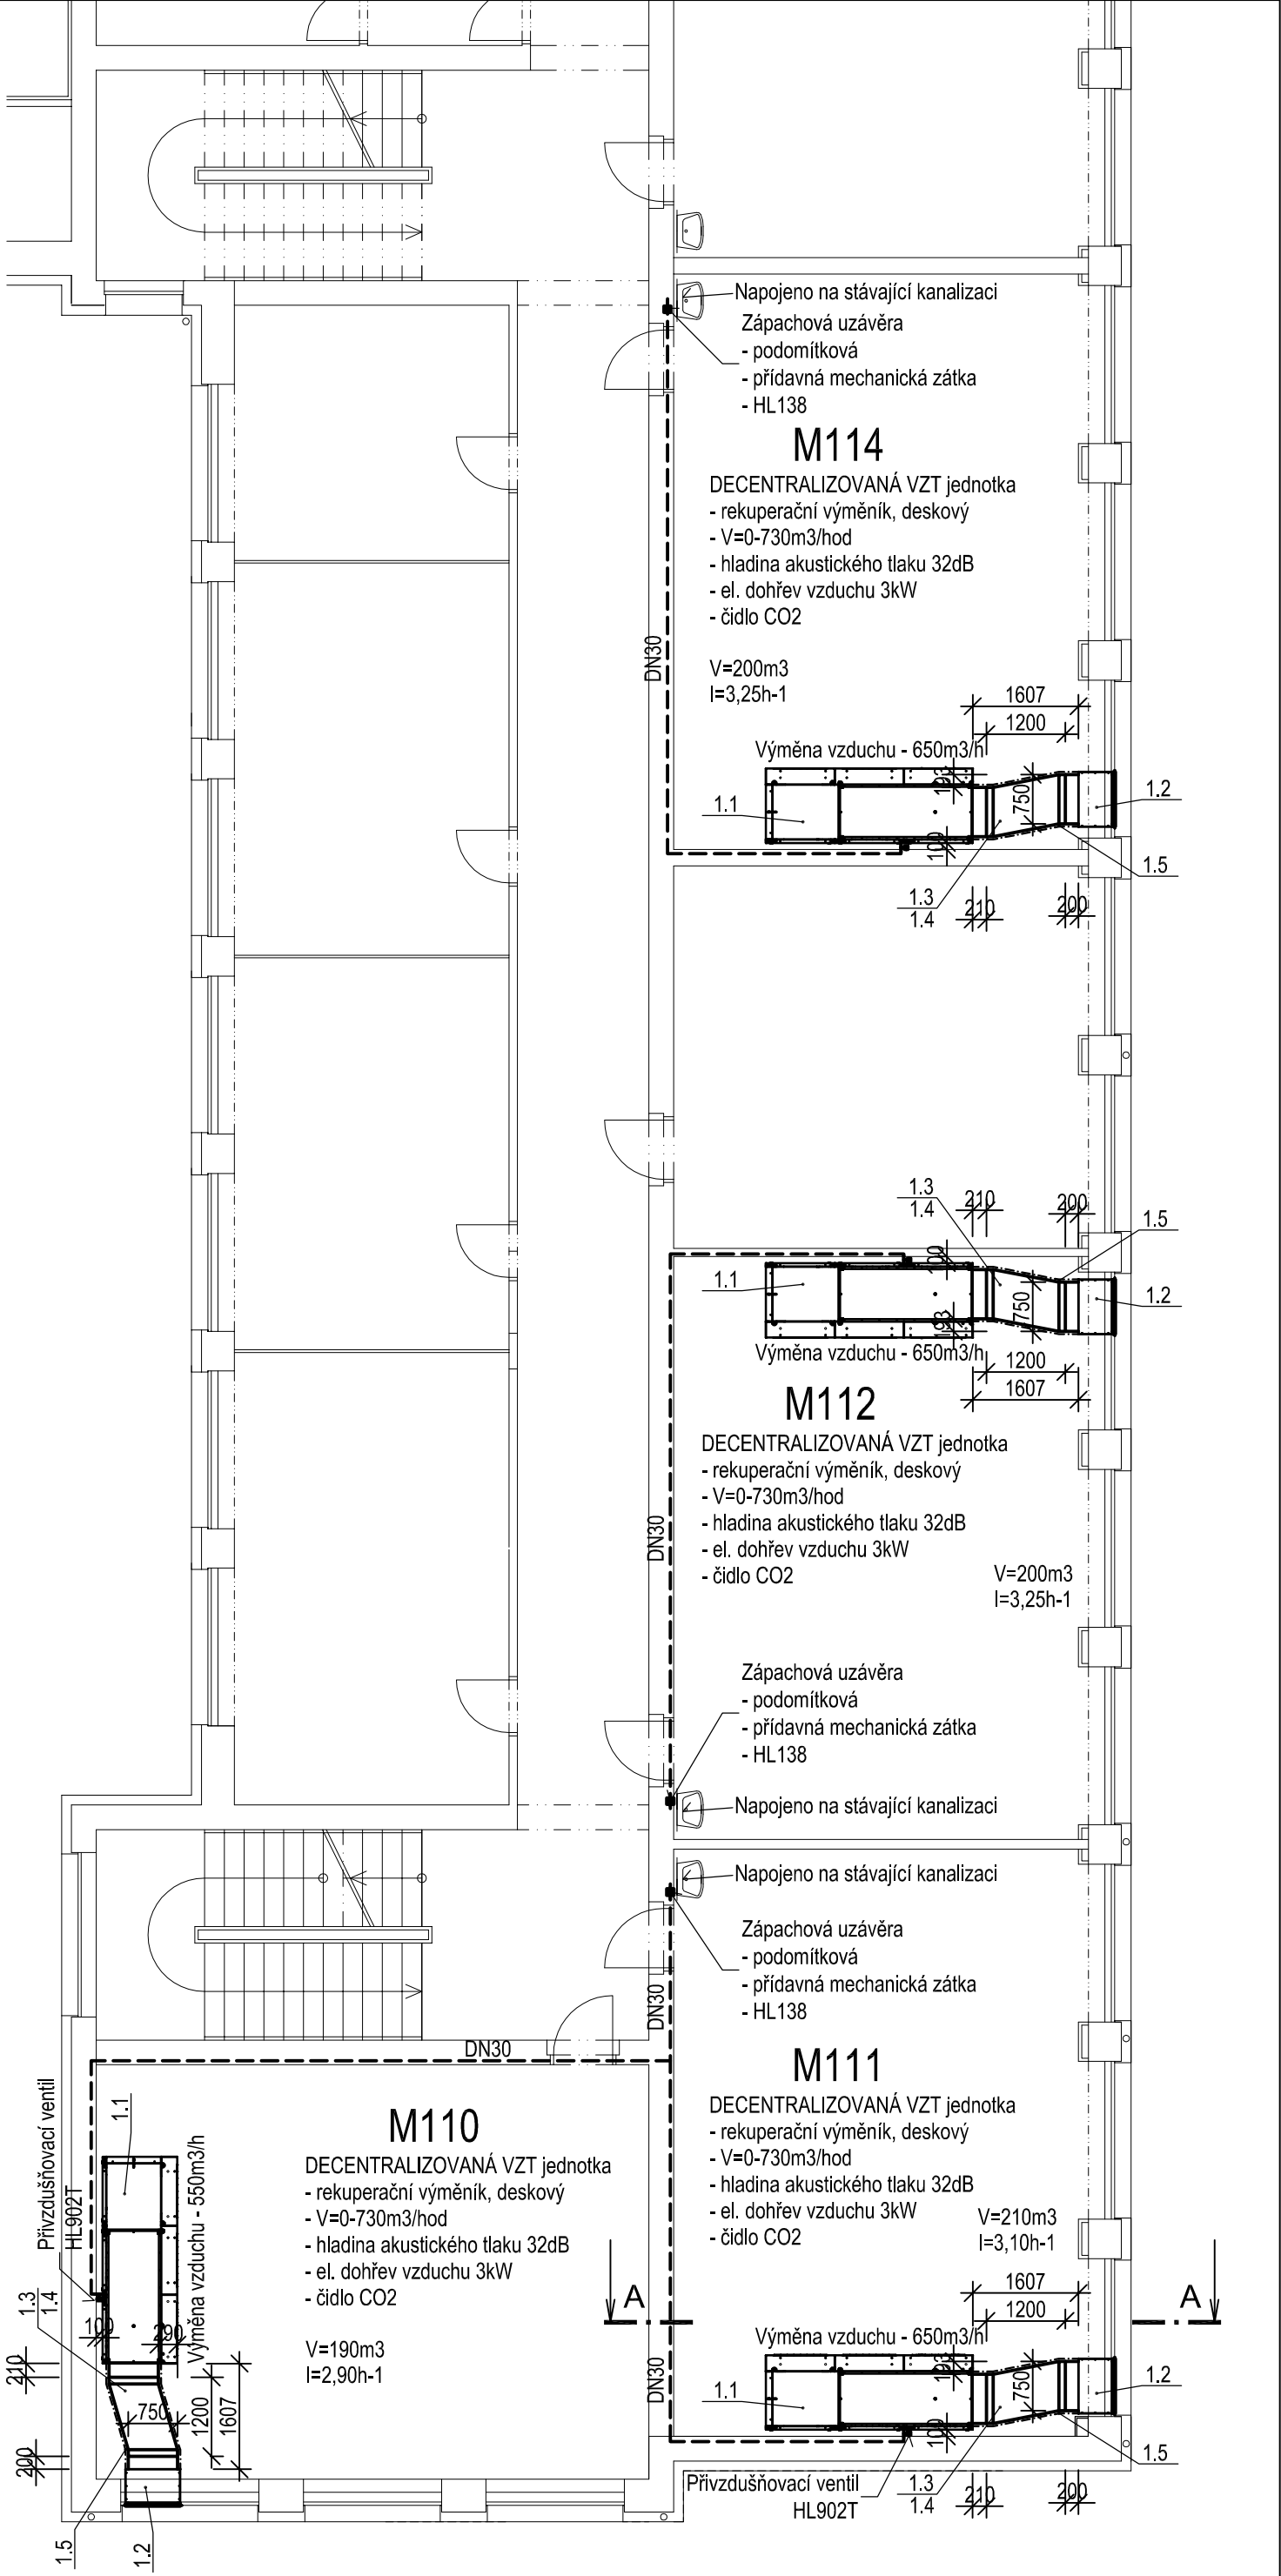 Napojeno na stávající kanalizaci
Zápachová uzávěra
- podomítková
- přídavná mechanická zátka
- HL138
M114
DECENTRALIZOVANÁ VZT jednotka
- rekuperační výměník, deskový
- V=0-730m3/hod
- hladina akustického tlaku 32dB
- el. dohřev vzduchu 3kW
- čidlo CO2
DN30
V=200m3
I=3,25h-1
1607
1200
Výměna vzduchu - 650m3/h
193
750
1.1
1.2
100
1.5
1.3
1.4
210
200
1.3
1.4
210
200
1.5
100
1.1
750
1.2
193
Výměna vzduchu - 650m3/h
1200
1607
M112
DECENTRALIZOVANÁ VZT jednotka
- rekuperační výměník, deskový
- V=0-730m3/hod
- hladina akustického tlaku 32dB
- el. dohřev vzduchu 3kW
- čidlo CO2
DN30
V=200m3
I=3,25h-1
Zápachová uzávěra
- podomítková
- přídavná mechanická zátka
- HL138
Napojeno na stávající kanalizaci
Napojeno na stávající kanalizaci
Zápachová uzávěra
- podomítková
- přídavná mechanická zátka
- HL138
DN30
DN30
M111
DECENTRALIZOVANÁ VZT jednotka
- rekuperační výměník, deskový
- V=0-730m3/hod
- hladina akustického tlaku 32dB
- el. dohřev vzduchu 3kW
- čidlo CO2
V=210m3
I=3,10h-1
1607
1200
A
A
Výměna vzduchu - 650m3/h
193
750
1.1
1.2
100
1.5
DN30
Přivzdušňovací ventil
HL902T
1.3
1.4
210
200
M110
DECENTRALIZOVANÁ VZT jednotka
- rekuperační výměník, deskový
- V=0-730m3/hod
- hladina akustického tlaku 32dB
- el. dohřev vzduchu 3kW
- čidlo CO2
V=190m3
I=2,90h-1
Přivzdušňovací ventil
HL902T
1.1
Výměna vzduchu - 550m3/h
1.3
1.4
100
290
210
750
1200
1607
200
1.5
1.2